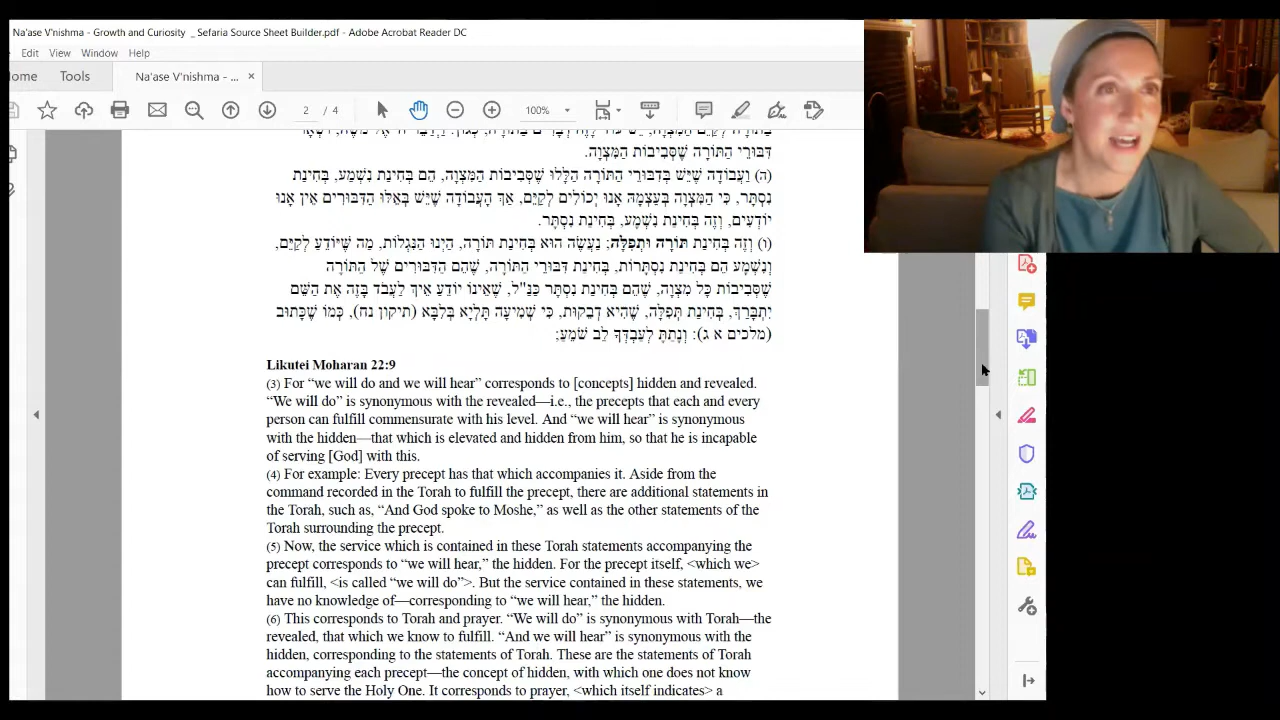 Na'ase V'nishma - Growth and Curiosity _ Sefaria Source Sheet Builder.pdf - Adobe Acrobat Reader DC
Edit View Window Help
ome Tools Na'ase V'nishma - ... ×
2 / 4 100%
דִּבּוּרֵי הַתּוֹרָה שֶׁסְּבִיבוֹת הַמִּצְוָה.
(ה) וַעֲבוֹדָה שֶׁיֵּשׁ בְּדִבּוּרֵי הַתּוֹרָה הַלָּלוּ שֶׁסְּבִיבוֹת הַמִּצְוָה, הֵם בְּחִינַת נִשְׁמַע, בְּחִינַת
נִסְתָּר, כִּי הַמִּצְוָה בְּעַצְמָהּ אָנוּ יְכוֹלִים לְקַיֵּם, אַךְ הָעֲבוֹדָה שֶׁיֵּשׁ בְּאֵלּוּ הַדִּבּוּרִים אֵין אָנוּ
יוֹדְעִים, וְזֶה בְּחִינַת נִשְׁמָע, בְּחִינַת נִסְתָּר.
(ו) וְזֶה בְּחִינַת תּוֹרָה וּתְפִלָּה; נַעֲשֶׂה הוּא בְּחִינַת תּוֹרָה, הַיְנוּ הַנִּגְלוֹת, מַה שֶּׁיּוֹדֵעַ לְקַיֵּם,
וְנִשְׁמָע הֵם בְּחִינַת נִסְתָּרוֹת, בְּחִינַת דִּבּוּרֵי הַתּוֹרָה, שֶׁהֵם הַדִּבּוּרִים שֶׁל הַתּוֹרָה
שֶׁסְּבִיבוֹת כָּל מִצְוָה, שֶׁהֵם בְּחִינַת נִסְתָּר כַּנַּ"ל, שֶׁאֵינוֹ יוֹדֵעַ אֵיךְ לַעֲבֹד בָּזֶה אֶת הַשֵּׁם
יִתְבָּרַךְ, בְּחִינַת תְּפִלָּה, שֶׁהִיא דְּבֵקוּת, כִּי שְׁמִיעָה תַּלְיָא בְּלִבָּא (תיקון נח), כְּמוֹ שֶׁכָּתוּב
(מלכים א ג): וְנָתַתָּ לְעַבְדְּךָ לֵב שֹׁמֵעַ;
Likutei Moharan 22:9
(3) For “we will do and we will hear” corresponds to [concepts] hidden and revealed.
“We will do” is synonymous with the revealed—i.e., the precepts that each and every
person can fulfill commensurate with his level. And “we will hear” is synonymous
with the hidden—that which is elevated and hidden from him, so that he is incapable
of serving [God] with this.
(4) For example: Every precept has that which accompanies it. Aside from the
command recorded in the Torah to fulfill the precept, there are additional statements in
the Torah, such as, “And God spoke to Moshe,” as well as the other statements of the
Torah surrounding the precept.
(5) Now, the service which is contained in these Torah statements accompanying the
precept corresponds to “we will hear,” the hidden. For the precept itself, <which we>
can fulfill, <is called “we will do”>. But the service contained in these statements, we
have no knowledge of—corresponding to “we will hear,” the hidden.
(6) This corresponds to Torah and prayer. “We will do” is synonymous with Torah—the
revealed, that which we know to fulfill. “And we will hear” is synonymous with the
hidden, corresponding to the statements of Torah. These are the statements of Torah
accompanying each precept—the concept of hidden, with which one does not know
how to serve the Holy One. It corresponds to prayer, <which itself indicates> a